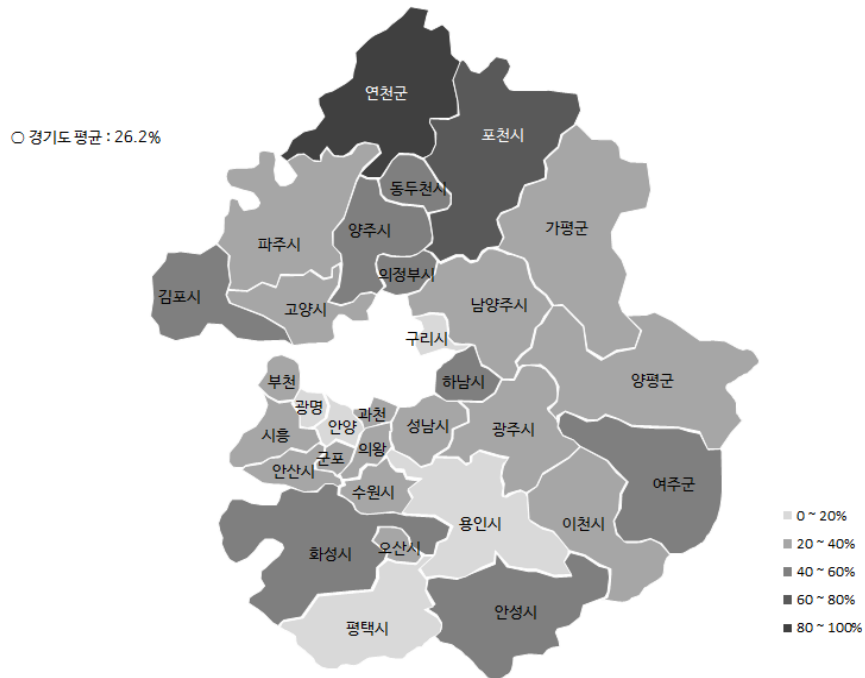 연천군
포천시
○ 경기도 평균 : 26.2%
동두천시
가평군
양주시
파주시
의정부시
김포시
고양시
남양주시
구리시
부천
하남시
양평군
광명
과천
안양
성남시
광주시
시흥
의왕
군포
안산시
여주군
수원시
용인시
이천시
0 ~ 20%
20 ~ 40%
화성시
오산시
40 ~ 60%
60 ~ 80%
안성시
평택시
80 ~ 100%